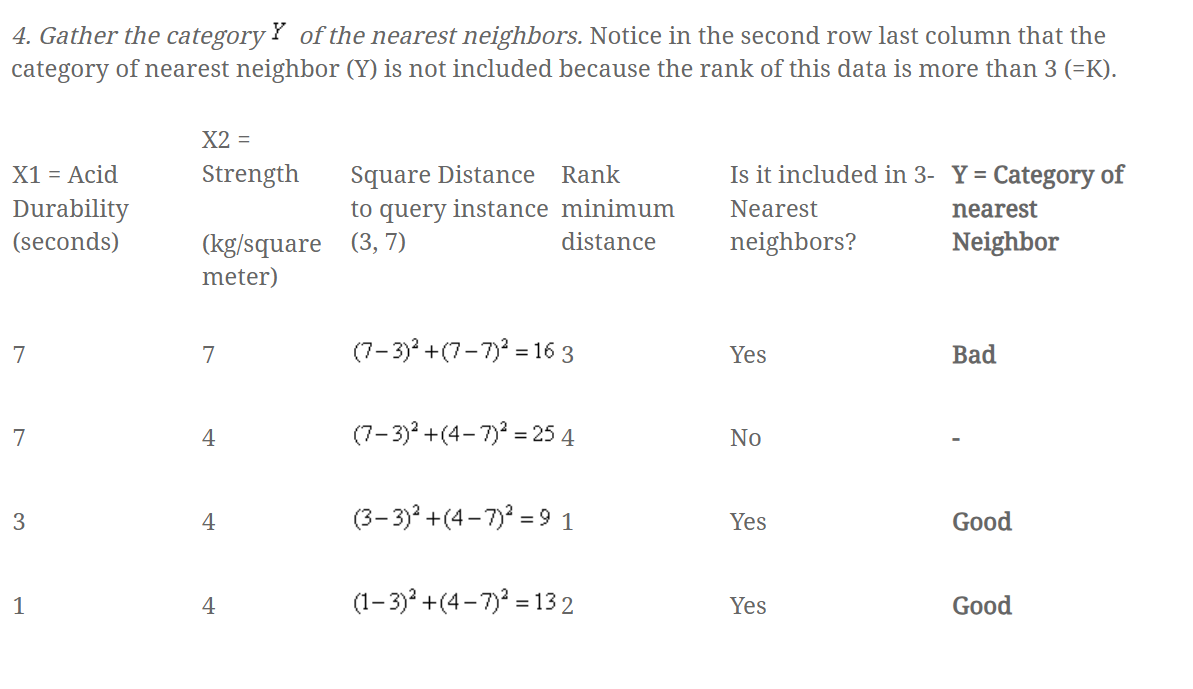 4. Gather the category Y of the nearest neighbors. Notice in the second row last column that the
category of nearest neighbor (Y) is not included because the rank of this data is more than 3 (=K).
X1 = Acid
Durability
(seconds)
X2 =
Strength
(kg/square
meter)
Square Distance
to query instance
(3, 7)
Rank
minimum
distance
Is it included in 3-
Nearest
neighbors?
Y = Category of
nearest
Neighbor
7 7 (7-3)² + (7-7)² = 16 3 Yes Bad
7 4 (7-3)² + (4-7)² = 25 4 No -
3 4 (3-3)² + (4-7)² = 9 1 Yes Good
1 4 (1-3)² + (4-7)² = 13 2 Yes Good